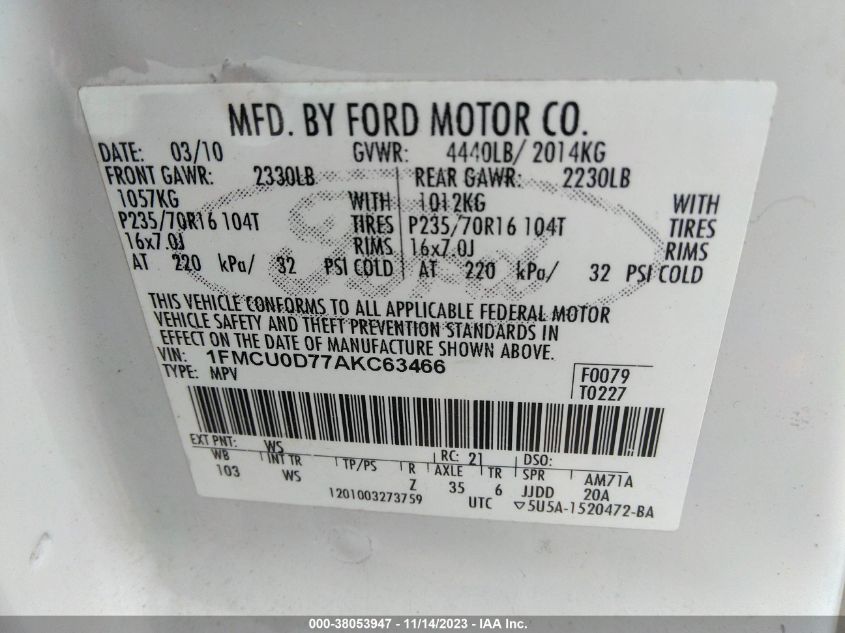 MFD. BY FORD MOTOR CO.
DATE: 03/10 GVWR: 4440LB/ 2014KG
FRONT GAWR: 2330LB REAR GAWR: 2230LB
1057KG WITH 1012KG WITH
P235/70R16 104T TIRES P235/70R16 104T TIRES
16x7.0J RIMS 16x7.0J RIMS
AT 220 kPa/ 32 PSI COLD AT 220 kPa/ 32 PSI COLD
Ford
THIS VEHICLE CONFORMS TO ALL APPLICABLE FEDERAL MOTOR
VEHICLE SAFETY AND THEFT PREVENTION STANDARDS IN
EFFECT ON THE DATE OF MANUFACTURE SHOWN ABOVE.
VIN: 1FMCU0D77AKC63466 F0079
TYPE: MPV T0227
EXT PNT: WS RC: 21 DSO:
WB INT TR TP/PS R AXLE TR SPR AM71A
103 WS Z 35 6 JJDD 20A
1201003273759 UTC ▽5U5A-1520472-BA
000-38053947 - 11/14/2023 - IAA Inc.